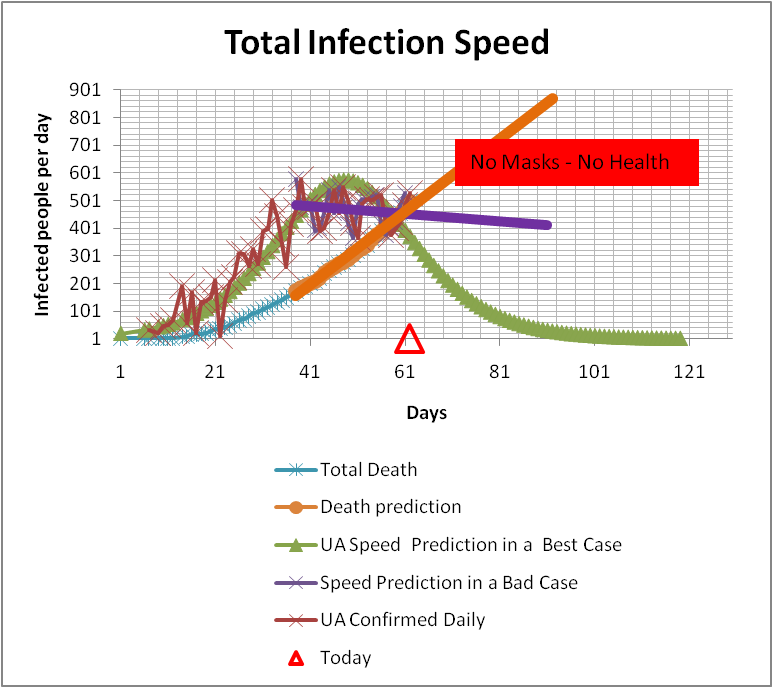 Total Infection Speed
901
801
701
601
501
401
301
201
101
1
Infected people per day
No Masks - No Health
1 21 41 61 81 101 121
Days
Total Death
Death prediction
UA Speed  Prediction in a  Best Case
Speed Prediction in a Bad Case
UA Confirmed Daily
Today